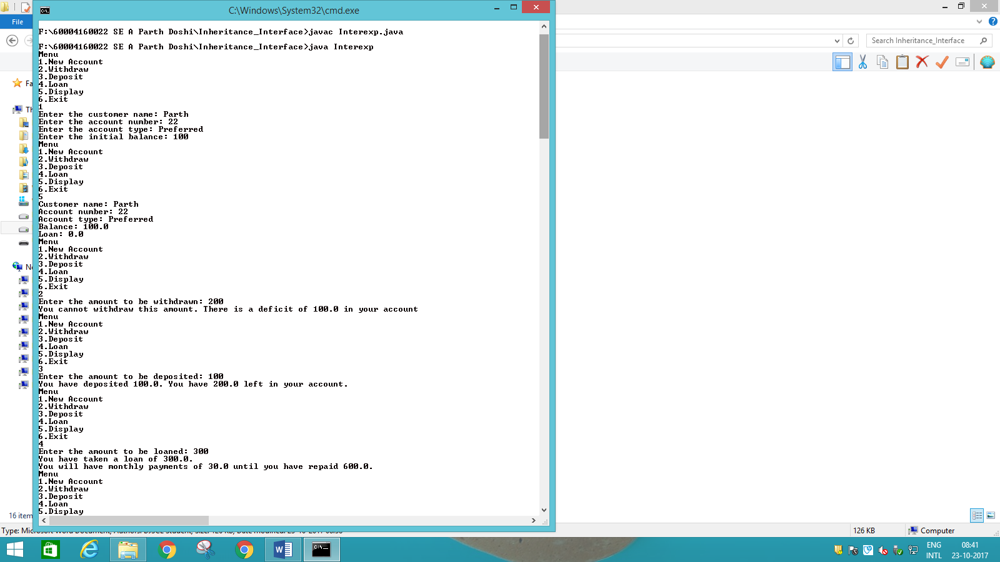 C:\Windows\System32\cmd.exe
File
F:\60004160022 SE A Parth Doshi\Inheritance_Interface>javac Interexp.java
F:\60004160022 SE A Parth Doshi\Inheritance_Interface>java Interexp
Menu
1.New Account
2.Withdraw
3.Deposit
4.Loan
5.Display
6.Exit
1
Enter the customer name: Parth
Enter the account number: 22
Enter the account type: Preferred
Enter the initial balance: 100
Menu
1.New Account
2.Withdraw
3.Deposit
4.Loan
5.Display
6.Exit
5
Customer name: Parth
Account number: 22
Account type: Preferred
Balance: 100.0
Loan: 0.0
Menu
1.New Account
2.Withdraw
3.Deposit
4.Loan
5.Display
6.Exit
2
Enter the amount to be withdrawn: 200
You cannot withdraw this amount. There is a deficit of 100.0 in your account
Menu
1.New Account
2.Withdraw
3.Deposit
4.Loan
5.Display
6.Exit
3
Enter the amount to be deposited: 100
You have deposited 100.0. You have 200.0 left in your account.
Menu
1.New Account
2.Withdraw
3.Deposit
4.Loan
5.Display
6.Exit
4
Enter the amount to be loaned: 300
You have taken a loan of 300.0.
You will have monthly payments of 30.0 until you have repaid 600.0.
Menu
1.New Account
2.Withdraw
3.Deposit
4.Loan
5.Display
Search Inheritance_Interface
Fa
Th
Ne
16 item
Type: Microsoft Word Document,
126 KB
Computer
ENG
INTL
08:41
23-10-2017